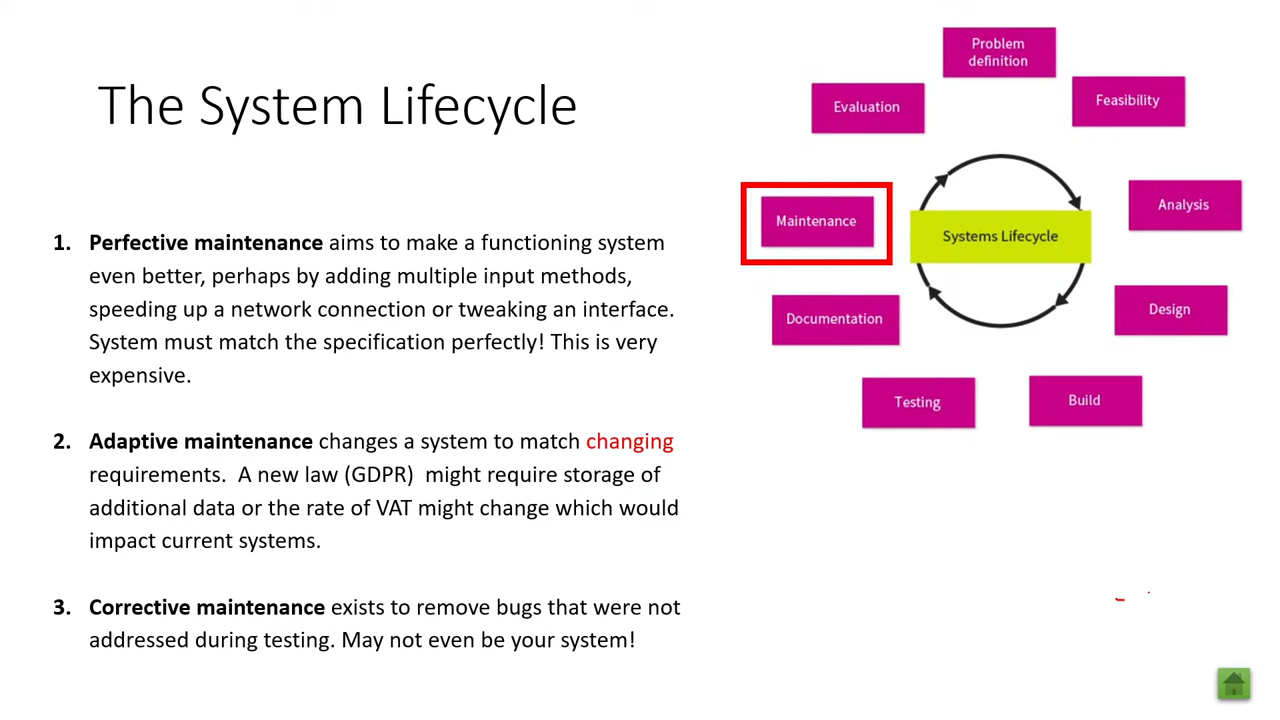 The System Lifecycle
1. Perfective maintenance aims to make a functioning system
even better, perhaps by adding multiple input methods,
speeding up a network connection or tweaking an interface.
System must match the specification perfectly! This is very
expensive.
2. Adaptive maintenance changes a system to match changing
requirements.  A new law (GDPR)  might require storage of
additional data or the rate of VAT might change which would
impact current systems.
3. Corrective maintenance exists to remove bugs that were not
addressed during testing. May not even be your system!
Problem
definition
Feasibility
Analysis
Design
Build
Testing
Documentation
Maintenance
Evaluation
Systems Lifecycle